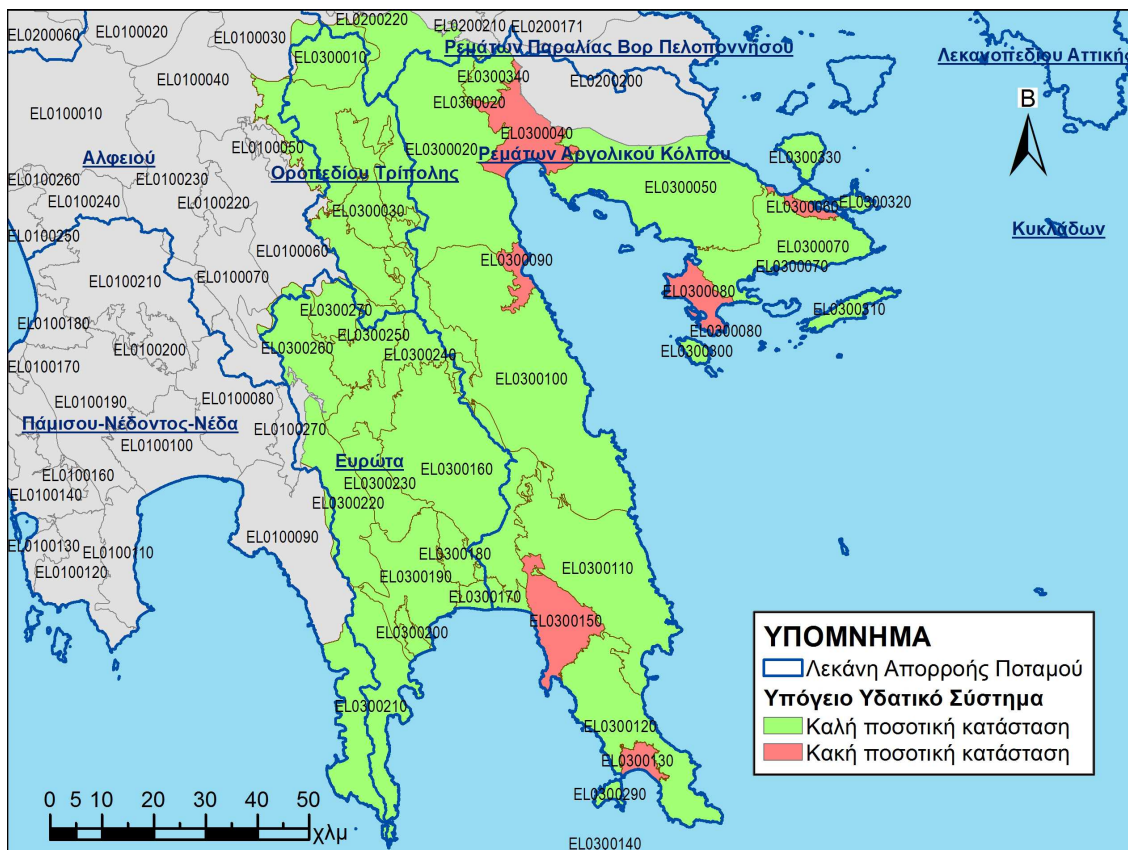 EL0200220
EL0200210
EL0200171
EL0200060
EL0100020
EL0100030
EL0300010
Ρεμάτων Παραλίας Βορ Πελοποννήσου
Λεκανοπεδίου Αττικής
EL0100040
EL0300340
EL0200200
EL0300020
Β
EL0100010
EL0300040
EL0100050
EL0300020
Ρεμάτων Αργολικού Κόλπου
EL0300330
Αλφειού
Οροπεδίου Τρίπολης
EL0100260
EL0100230
EL0300050
EL0100240
EL0100220
EL0300030
EL0300060
EL0300320
Κυκλάδων
EL0100250
EL0100060
EL0300070
EL0300090
EL0300070
EL0100210
EL0100070
EL0300080
EL0300310
EL0300270
EL0100180
EL0300250
EL0300080
EL0100200
EL0300260
EL0300240
EL0300800
EL0100170
EL0300100
EL0100190
EL0100080
Πάμισου-Νέδοντος-Νέδα
EL0100270
EL0100100
Ευρώτα
EL0300160
EL0100160
EL0300230
EL0100140
EL0300220
EL0100090
EL0100130
EL0100110
EL0300180
EL0100120
EL0300190
EL0300110
EL0300170
EL0300150
EL0300200
ΥΠΟΜΝΗΜΑ
Λεκάνη Απορροής Ποταμού
Υπόγειο Υδατικό Σύστημα
Καλή ποσοτική κατάσταση
Κακή ποσοτική κατάσταση
EL0300210
EL0300120
EL0300130
EL0300290
0 5 10 20 30 40 50
χλμ
EL0300140